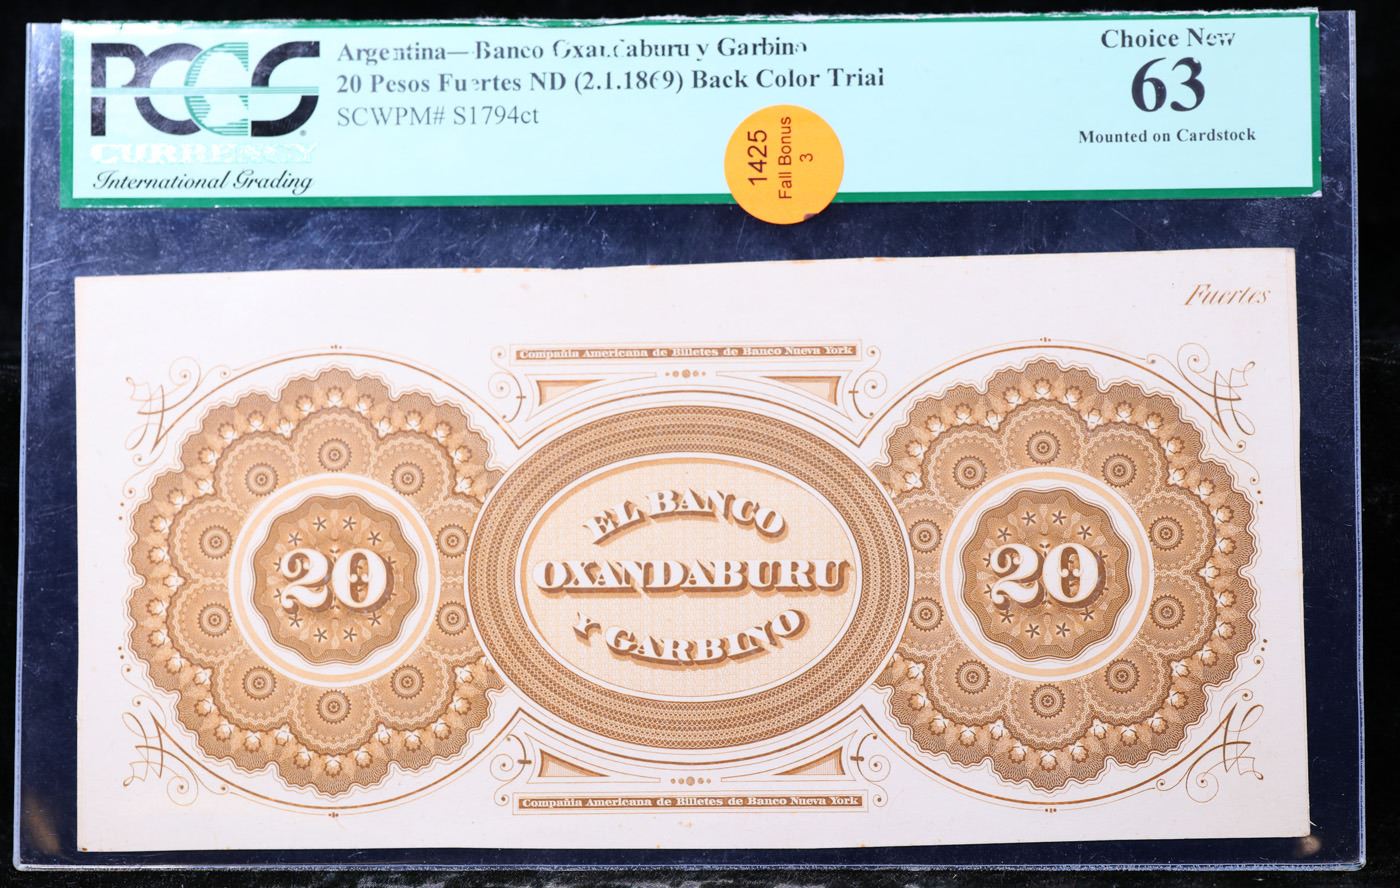 PCGS
CURRENCY
International Grading
Argentina—Banco Oxandaburu y Garbino
20 Pesos Fuertes ND (2.1.1869) Back Color Trial
SCWPM# S1794ct
Choice New
63
Mounted on Cardstock
1425
Fall Bonus
3
Fuertes
Compañia Americana de Billetes de Banco Nueva York
EL BANCO
20 OXANDABURU 20
Y GARBINO
Compañia Americana de Billetes de Banco Nueva York